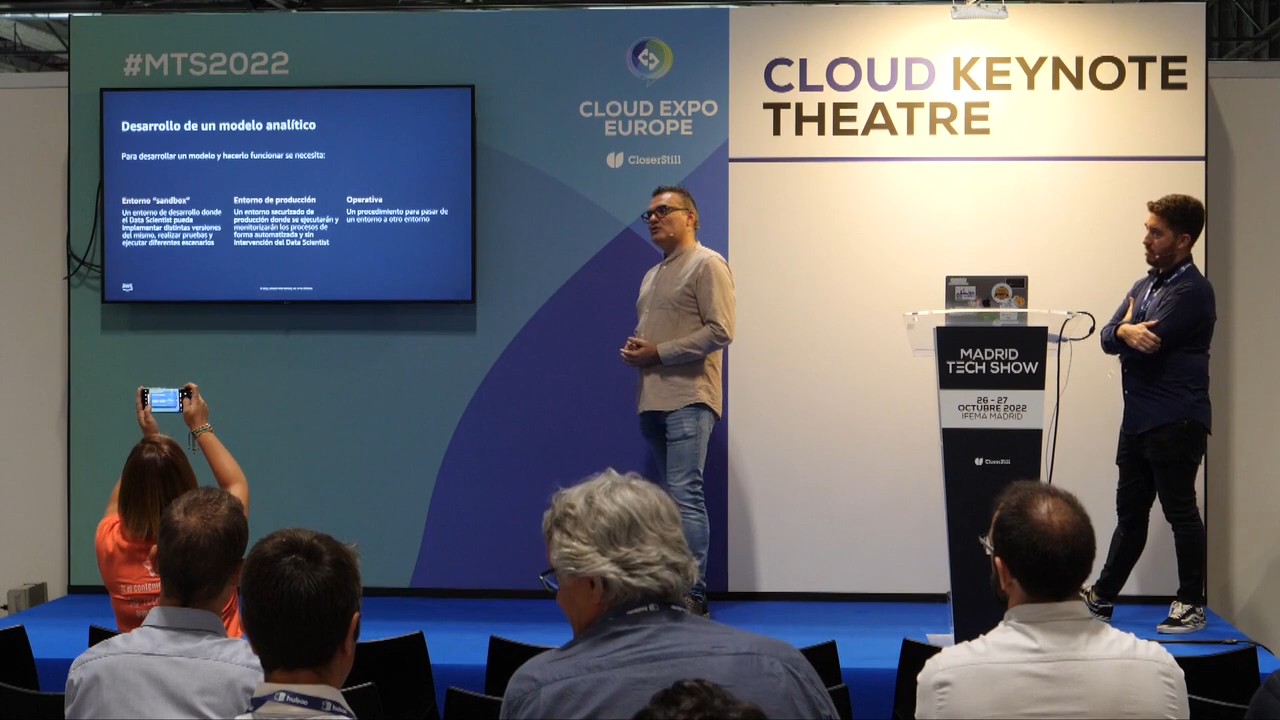 #MTS2022
Desarrollo de un modelo analítico
Para desarrollar un modelo y hacerlo funcionar se necesita:
Entorno “sandbox”
Un entorno de desarrollo donde
el Data Scientist pueda
implementar distintas versiones
del mismo, realizar pruebas y
ejecutar diferentes escenarios
Entorno de producción
Un entorno securizado de
producción donde se ejecutarán y
monitorizarán los procesos de
forma automatizada y sin
intervención del Data Scientist
Operativa
Un procedimiento para pasar de
un entorno a otro entorno
aws
CLOUD EXPO
EUROPE
CloserStill
CLOUD KEYNOTE
THEATRE
MADRID
TECH SHOW
26 - 27
OCTUBRE 2022
IFEMA MADRID
CloserStill
huboo